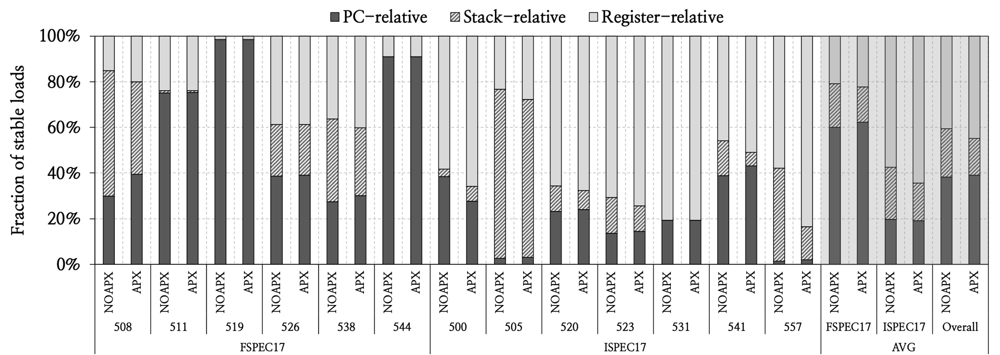 PC−relative Stack−relative Register−relative
Fraction of stable loads
100%
80%
60%
40%
20%
0%
NOAPX APX NOAPX APX NOAPX APX NOAPX APX NOAPX APX NOAPX APX NOAPX APX NOAPX APX NOAPX APX NOAPX APX NOAPX APX NOAPX APX NOAPX APX NOAPX APX NOAPX APX NOAPX APX
508 511 519 526 538 544 500 505 520 523 531 541 557 FSPEC17 ISPEC17 Overall
FSPEC17 ISPEC17 AVG